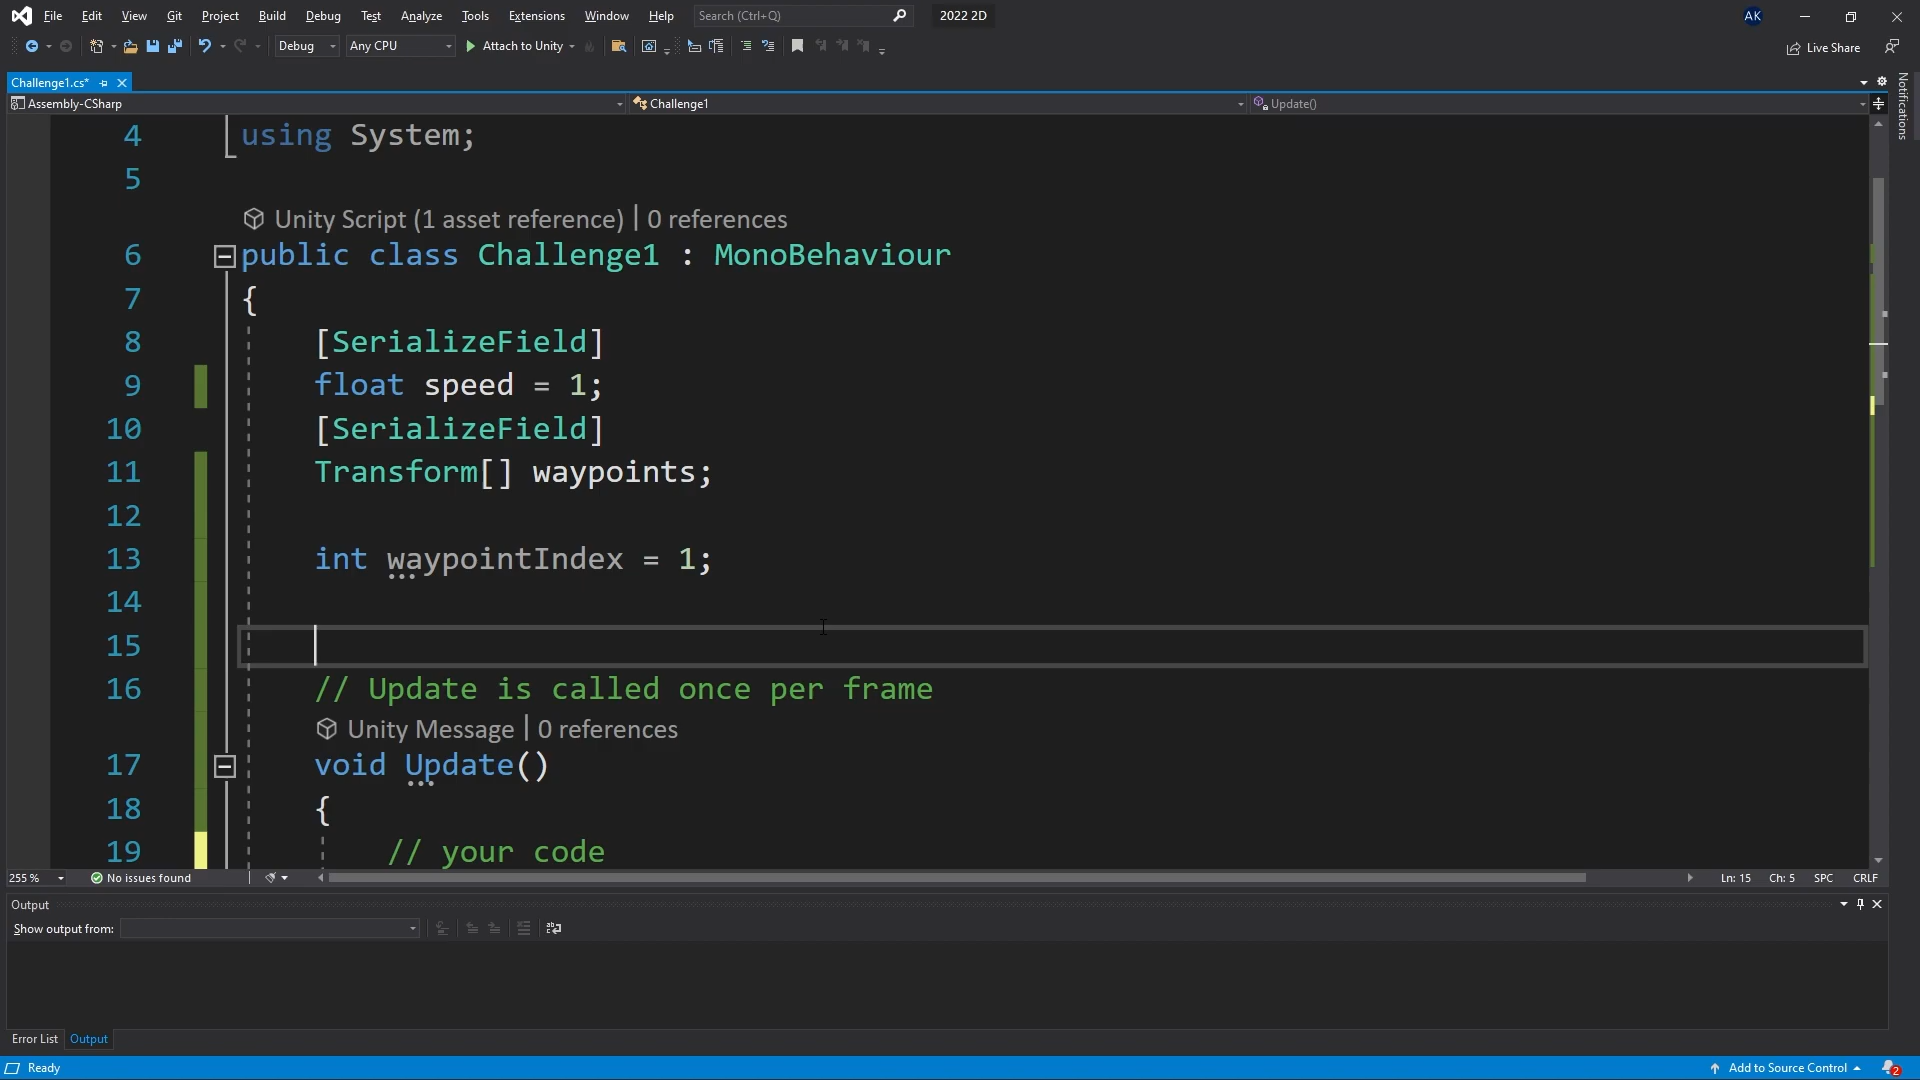 File Edit View Git Project Build Debug Test Analyze Tools Extensions Window Help Search (Ctrl+Q) 2022 2D AK
Debug Any CPU Attach to Unity Live Share
Challenge1.cs*
Notifications
Assembly-CSharp Challenge1 Update()
4 using System;
5
Unity Script (1 asset reference) | 0 references
6 public class Challenge1 : MonoBehaviour
7 {
8 [SerializeField]
9 float speed = 1;
10 [SerializeField]
11 Transform[] waypoints;
12
13 int waypointIndex = 1;
14
15
16 // Update is called once per frame
Unity Message | 0 references
17 void Update()
18 {
19 // your code
255 % No issues found Ln: 15 Ch: 5 SPC CRLF
Output
Show output from:
Error List Output
Ready Add to Source Control 2